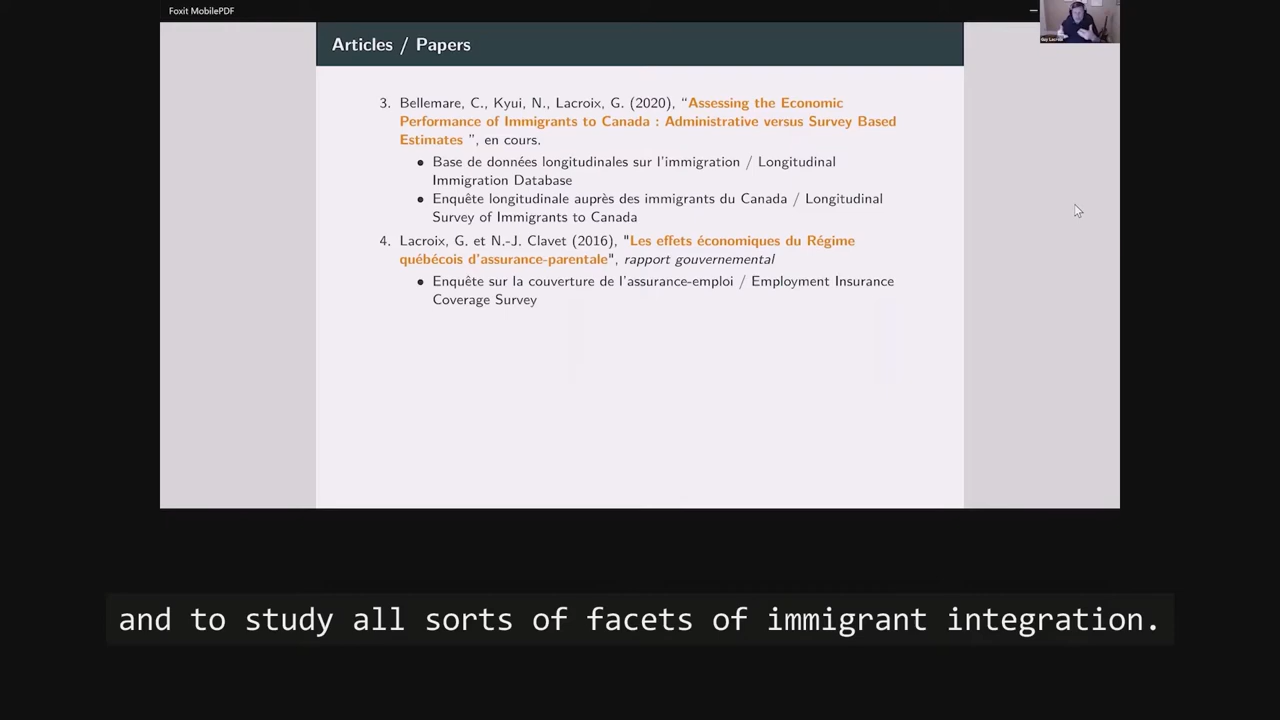 Foxit MobilePDF
Guy Lacroix
Articles / Papers
3. Bellemare, C., Kyui, N., Lacroix, G. (2020), “Assessing the Economic
Performance of Immigrants to Canada : Administrative versus Survey Based
Estimates ”, en cours.
• Base de données longitudinales sur l’immigration / Longitudinal
Immigration Database
• Enquête longitudinale auprès des immigrants du Canada / Longitudinal
Survey of Immigrants to Canada
4. Lacroix, G. et N.-J. Clavet (2016), "Les effets économiques du Régime
québécois d’assurance-parentale", rapport gouvernemental
• Enquête sur la couverture de l’assurance-emploi / Employment Insurance
Coverage Survey
and to study all sorts of facets of immigrant integration.